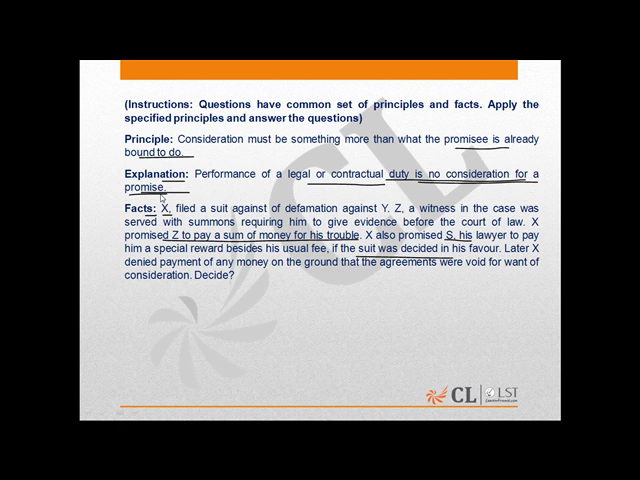 (Instructions: Questions have common set of principles and facts. Apply the
specified principles and answer the questions)
Principle: Consideration must be something more than what the promisee is already
bound to do.
Explanation: Performance of a legal or contractual duty is no consideration for a
promise.
Facts: X, filed a suit against of defamation against Y. Z, a witness in the case was
served with summons requiring him to give evidence before the court of law. X
promised Z to pay a sum of money for his trouble. X also promised S, his lawyer to pay
him a special reward besides his usual fee, if the suit was decided in his favour. Later X
denied payment of any money on the ground that the agreements were void for want of
consideration. Decide?
CL
CL LST